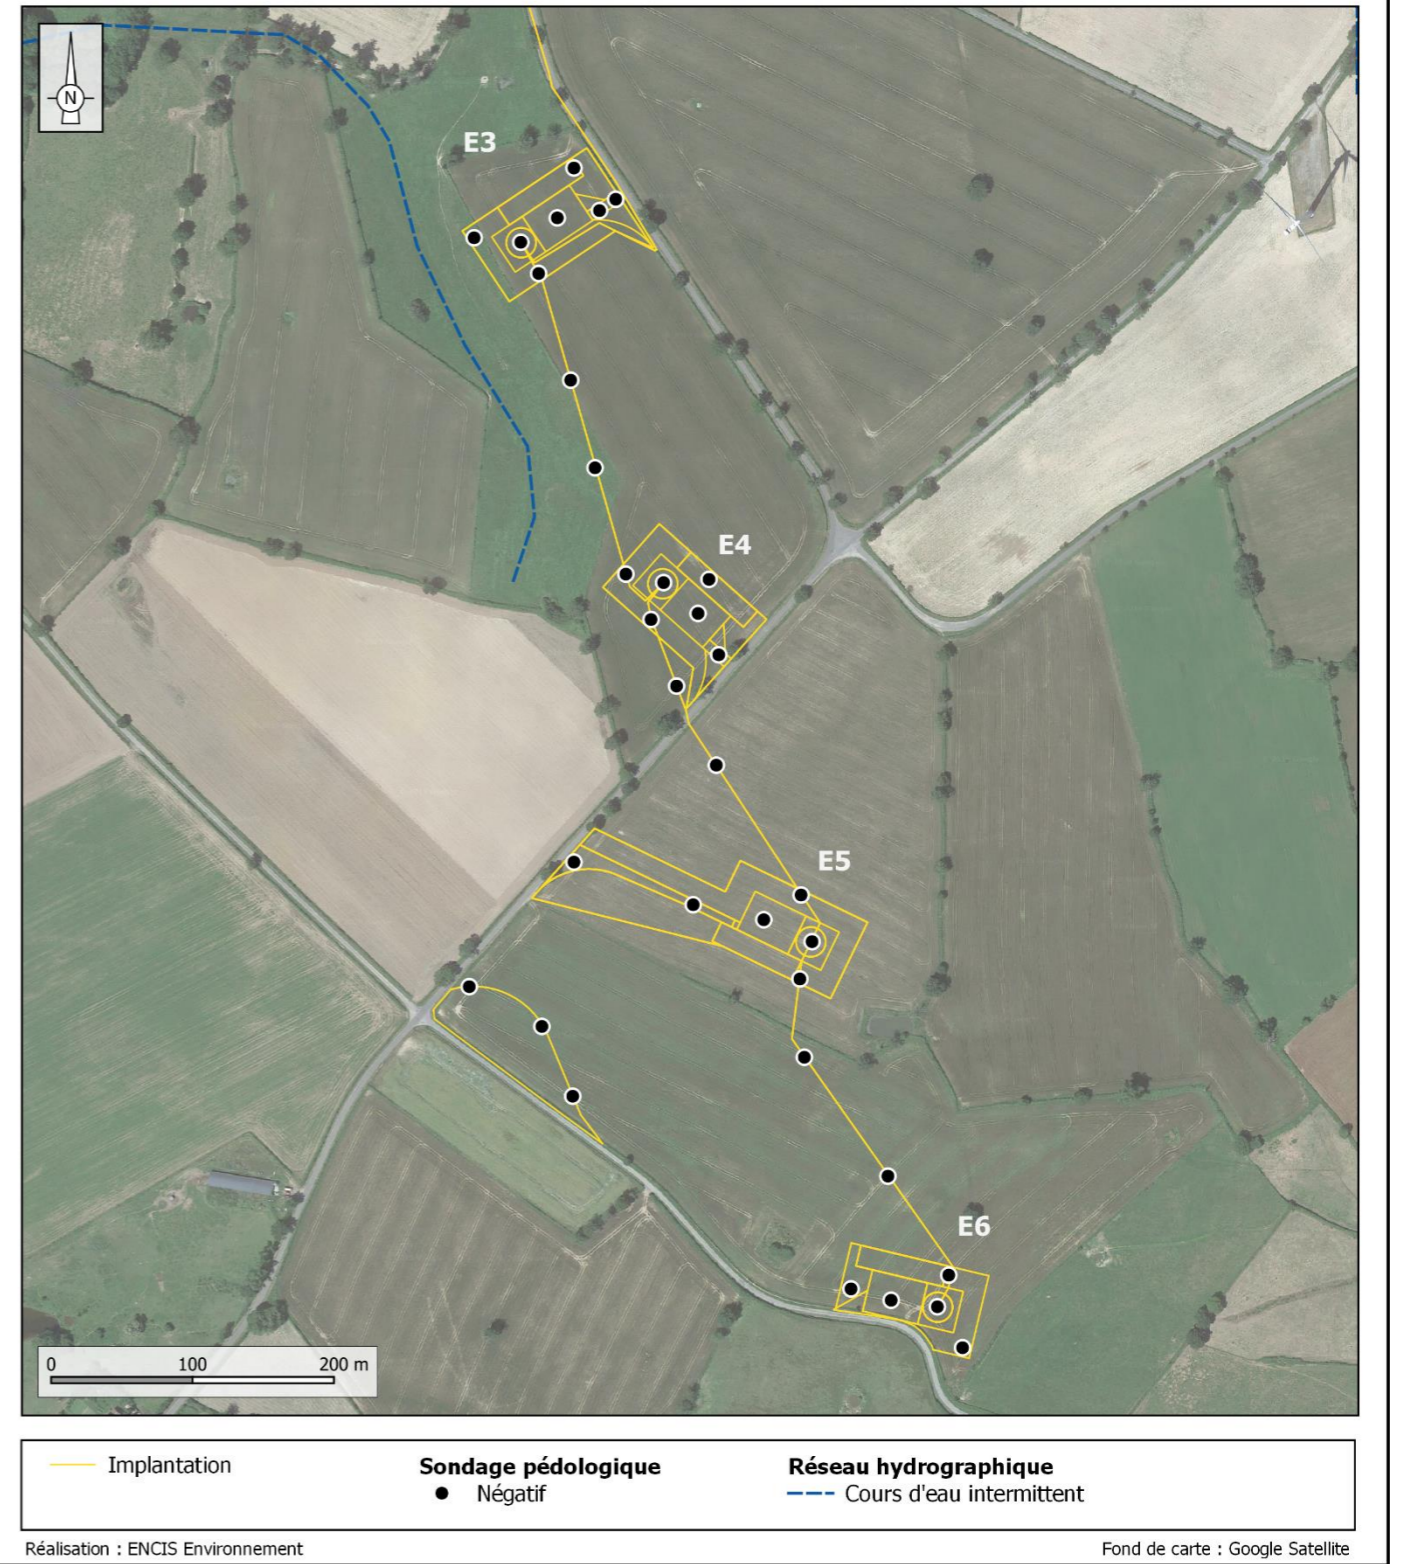 N
E3
E4
E5
E6
0 100 200 m
Implantation
Sondage pédologique
Négatif
Réseau hydrographique
Cours d'eau intermittent
Réalisation : ENCIS Environnement
Fond de carte : Google Satellite